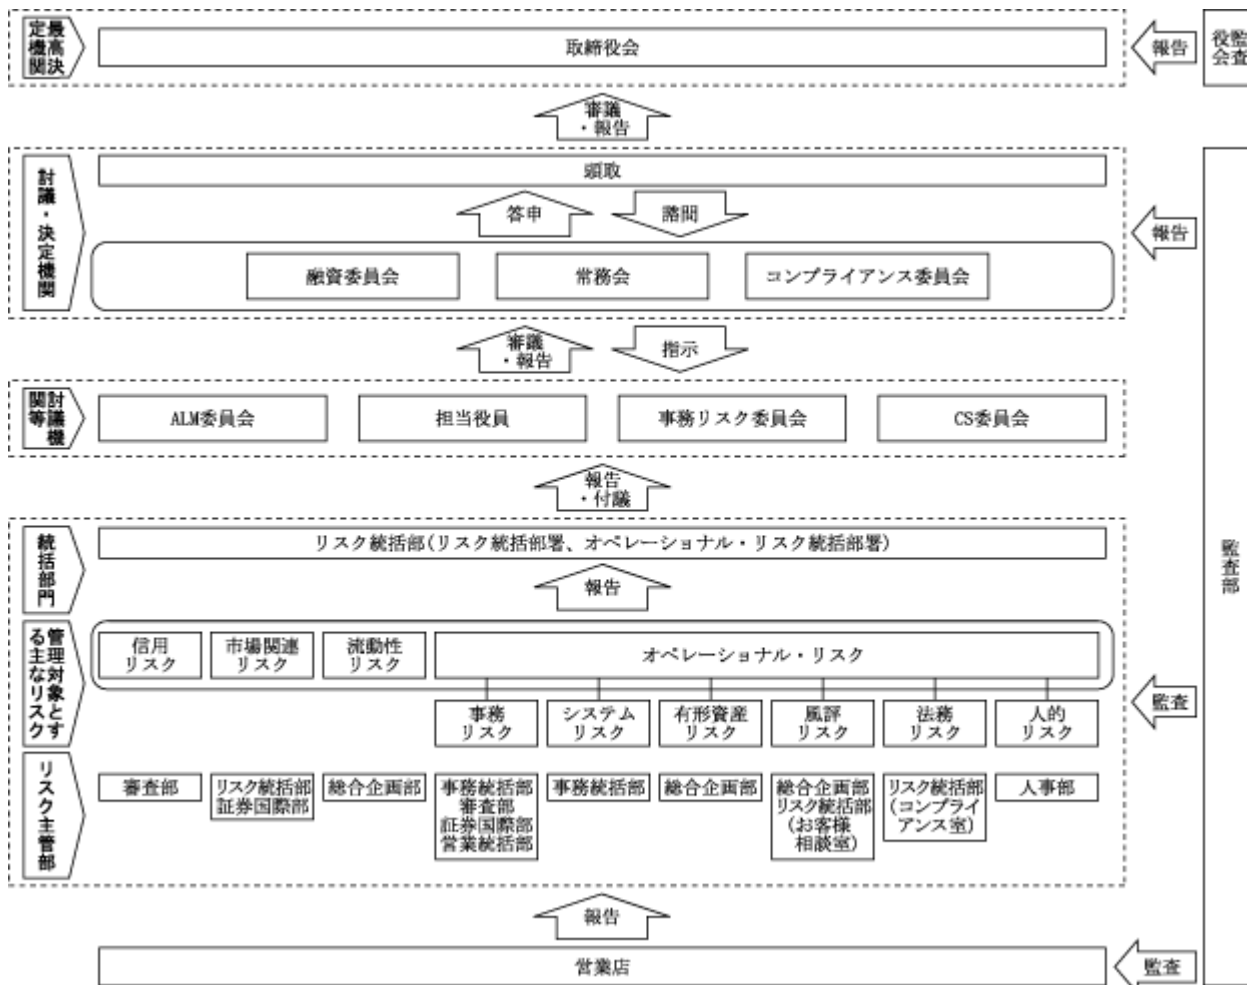 最高決
定機関
取締役会
報告
監査
役会
審議
・報告
討議・決定機関
頭取
答申
諮問
報告
融資委員会
常務会
コンプライアンス委員会
審議
・報告
指示
討議機
関等
ALM委員会
担当役員
事務リスク委員会
CS委員会
報告
・付議
統括部門
リスク統括部(リスク統括部署、オペレーショナル・リスク統括部署)
報告
監査部
管理対象とす
る主なリスク
信用
リスク
市場関連
リスク
流動性
リスク
オペレーショナル・リスク
事務
リスク
システム
リスク
有形資産
リスク
風評
リスク
法務
リスク
人的
リスク
監査
リスク主管部
審査部
リスク統括部
証券国際部
総合企画部
事務統括部
審査部
証券国際部
営業統括部
事務統括部
総合企画部
総合企画部
リスク統括部
(お客様
相談室)
リスク統括部
(コンプライ
アンス室)
人事部
報告
営業店
監査